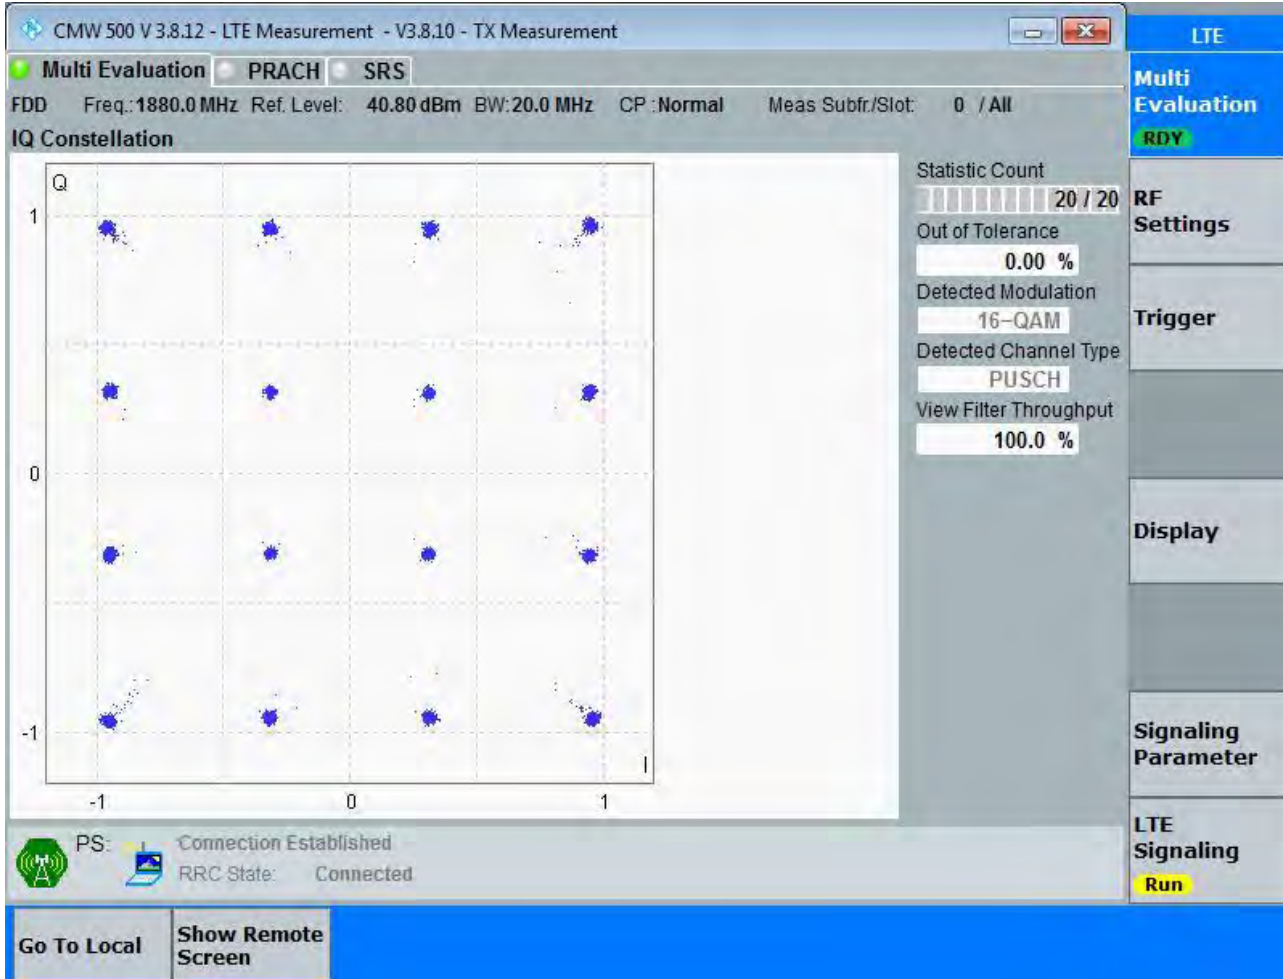 CMW 500 V 3.8.12 - LTE Measurement - V3.8.10 - TX Measurement
LTE
Multi Evaluation PRACH SRS
FDD Freq.:1880.0 MHz Ref. Level: 40.80 dBm BW:20.0 MHz CP :Normal Meas Subfr./Slot: 0 / All
IQ Constellation
Q
1
0
-1
I
-1 0 1
Statistic Count
20 / 20
Out of Tolerance
0.00 %
Detected Modulation
16-QAM
Detected Channel Type
PUSCH
View Filter Throughput
100.0 %
Multi
Evaluation
RDY
RF
Settings
Trigger
Display
Signaling
Parameter
LTE
Signaling
Run
PS: Connection Established
RRC State: Connected
Go To Local
Show Remote
Screen